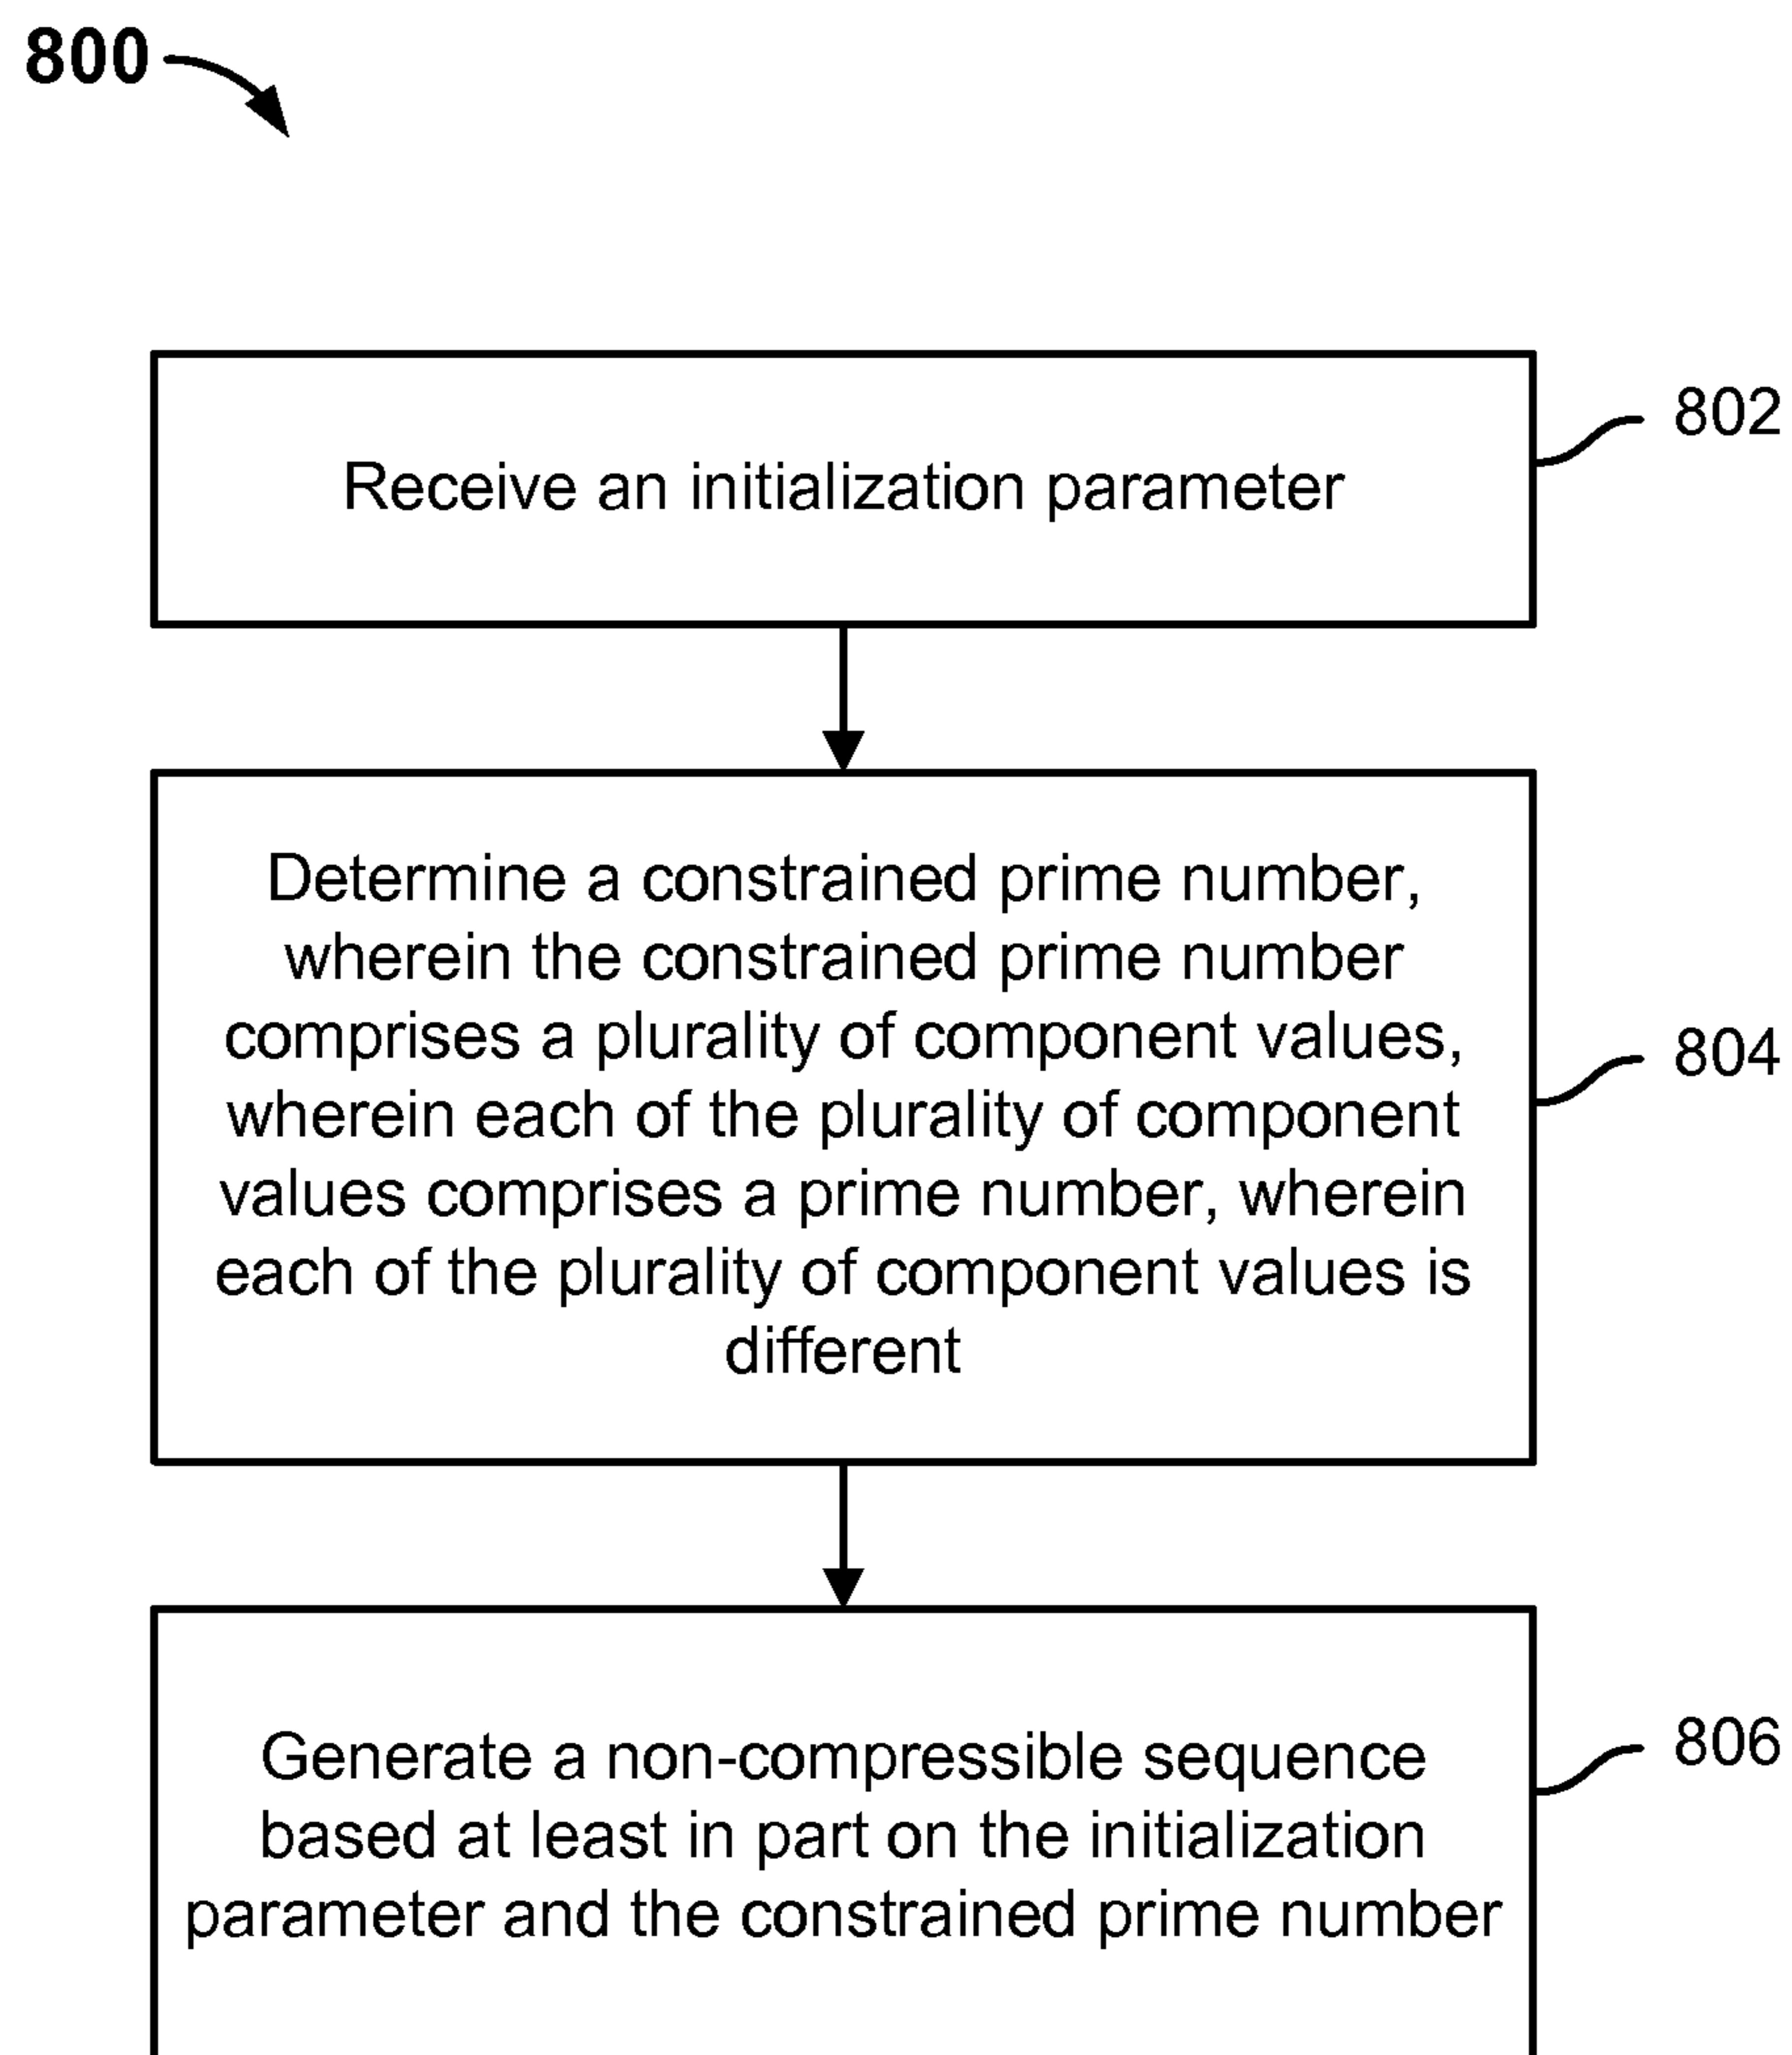 800
Receive an initialization parameter
802
Determine a constrained prime number,
wherein the constrained prime number
comprises a plurality of component values,
wherein each of the plurality of component
values comprises a prime number, wherein
each of the plurality of component values is
different
804
Generate a non-compressible sequence
based at least in part on the initialization
parameter and the constrained prime number
806